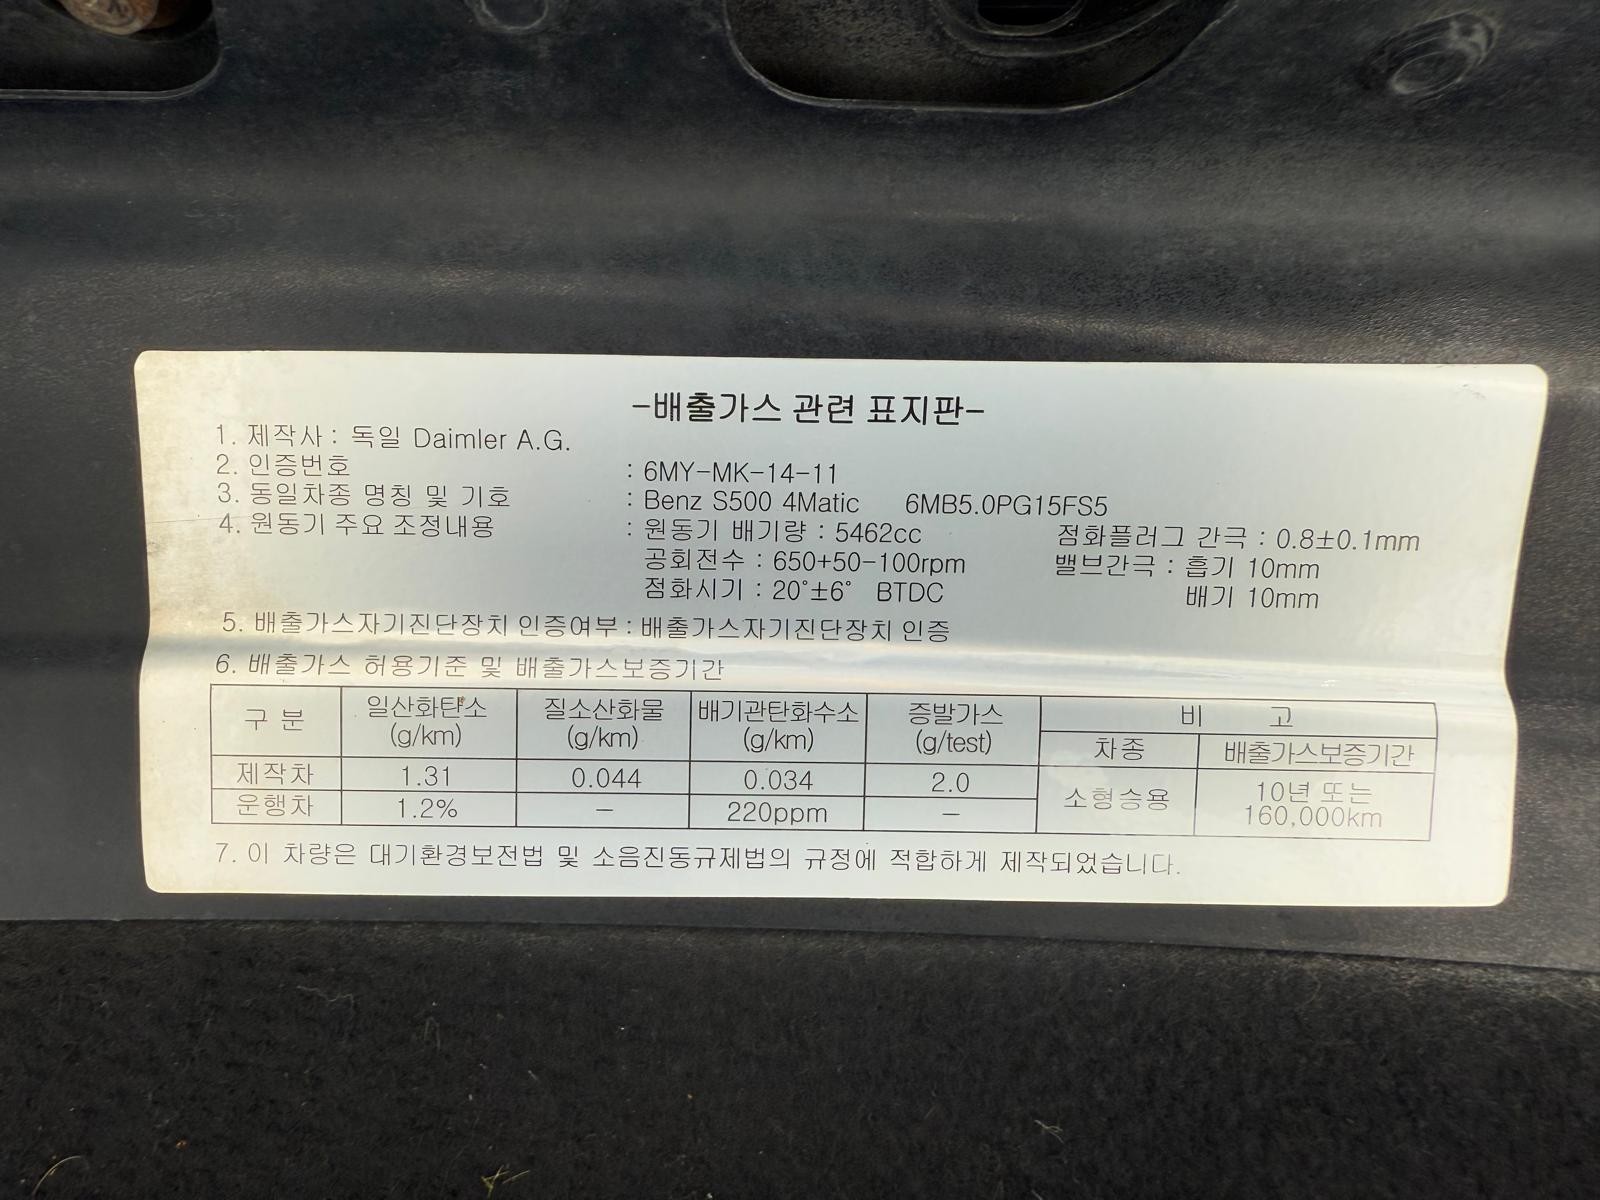 -배출가스 관련 표지판-
1. 제작사 : 독일 Daimler A.G.
2. 인증번호 : 6MY-MK-14-11
3. 동일차종 명칭 및 기호 : Benz S500 4Matic 6MB5.0PG15FS5
4. 원동기 주요 조정내용 : 원동기 배기량 : 5462cc 점화플러그 간극 : 0.8±0.1mm
공회전수 : 650+50-100rpm 밸브간극 : 흡기 10mm
점화시기 : 20°±6° BTDC 배기 10mm
5. 배출가스자기진단장치 인증여부 : 배출가스자기진단장치 인증
6. 배출가스 허용기준 및 배출가스보증기간
구 분 일산화탄소 (g/km) 질소산화물 (g/km) 배기관탄화수소 (g/km) 증발가스 (g/test) 비 고
차종 배출가스보증기간
제작차 1.31 0.044 0.034 2.0 소형승용 10년 또는 160,000km
운행차 1.2% - 220ppm -
7. 이 차량은 대기환경보전법 및 소음진동규제법의 규정에 적합하게 제작되었습니다.